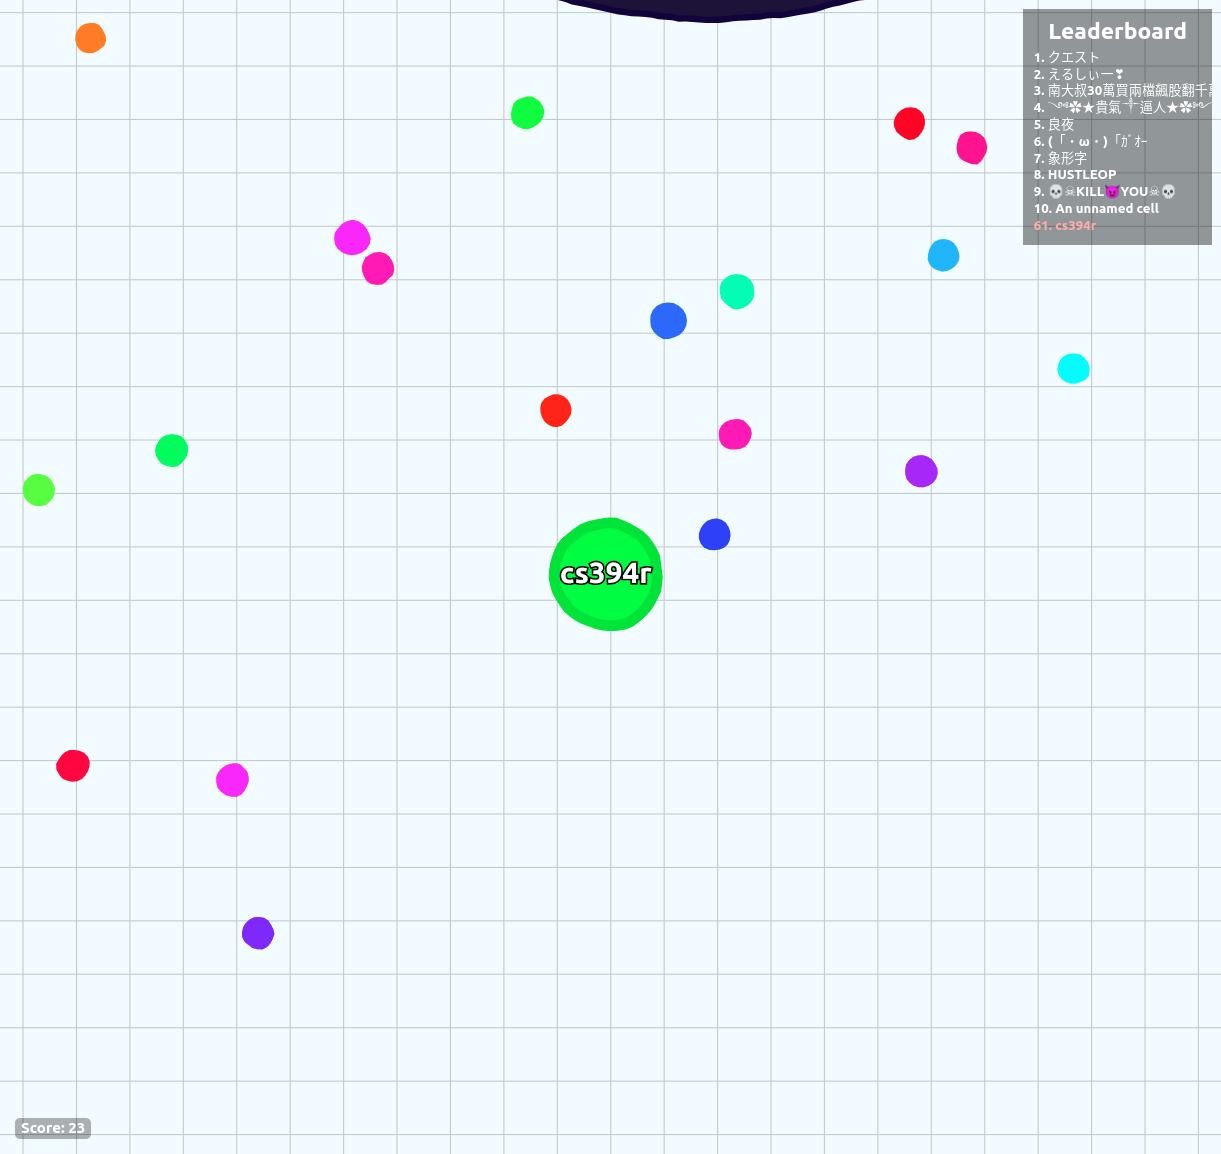 Leaderboard
1. クエスト
2. えるしぃー❣
3. 南大叔30萬買兩檔飆股翻千萬
4. ༺✽★貴氣༒逼人★✽༻
5. 良夜
6. (「・ω・)「ｶﾞｵｰ
7. 象形字
8. HUSTLEOP
9. 💀☠KILL😈YOU☠💀
10. An unnamed cell
61. cs394r
cs394r
Score: 23